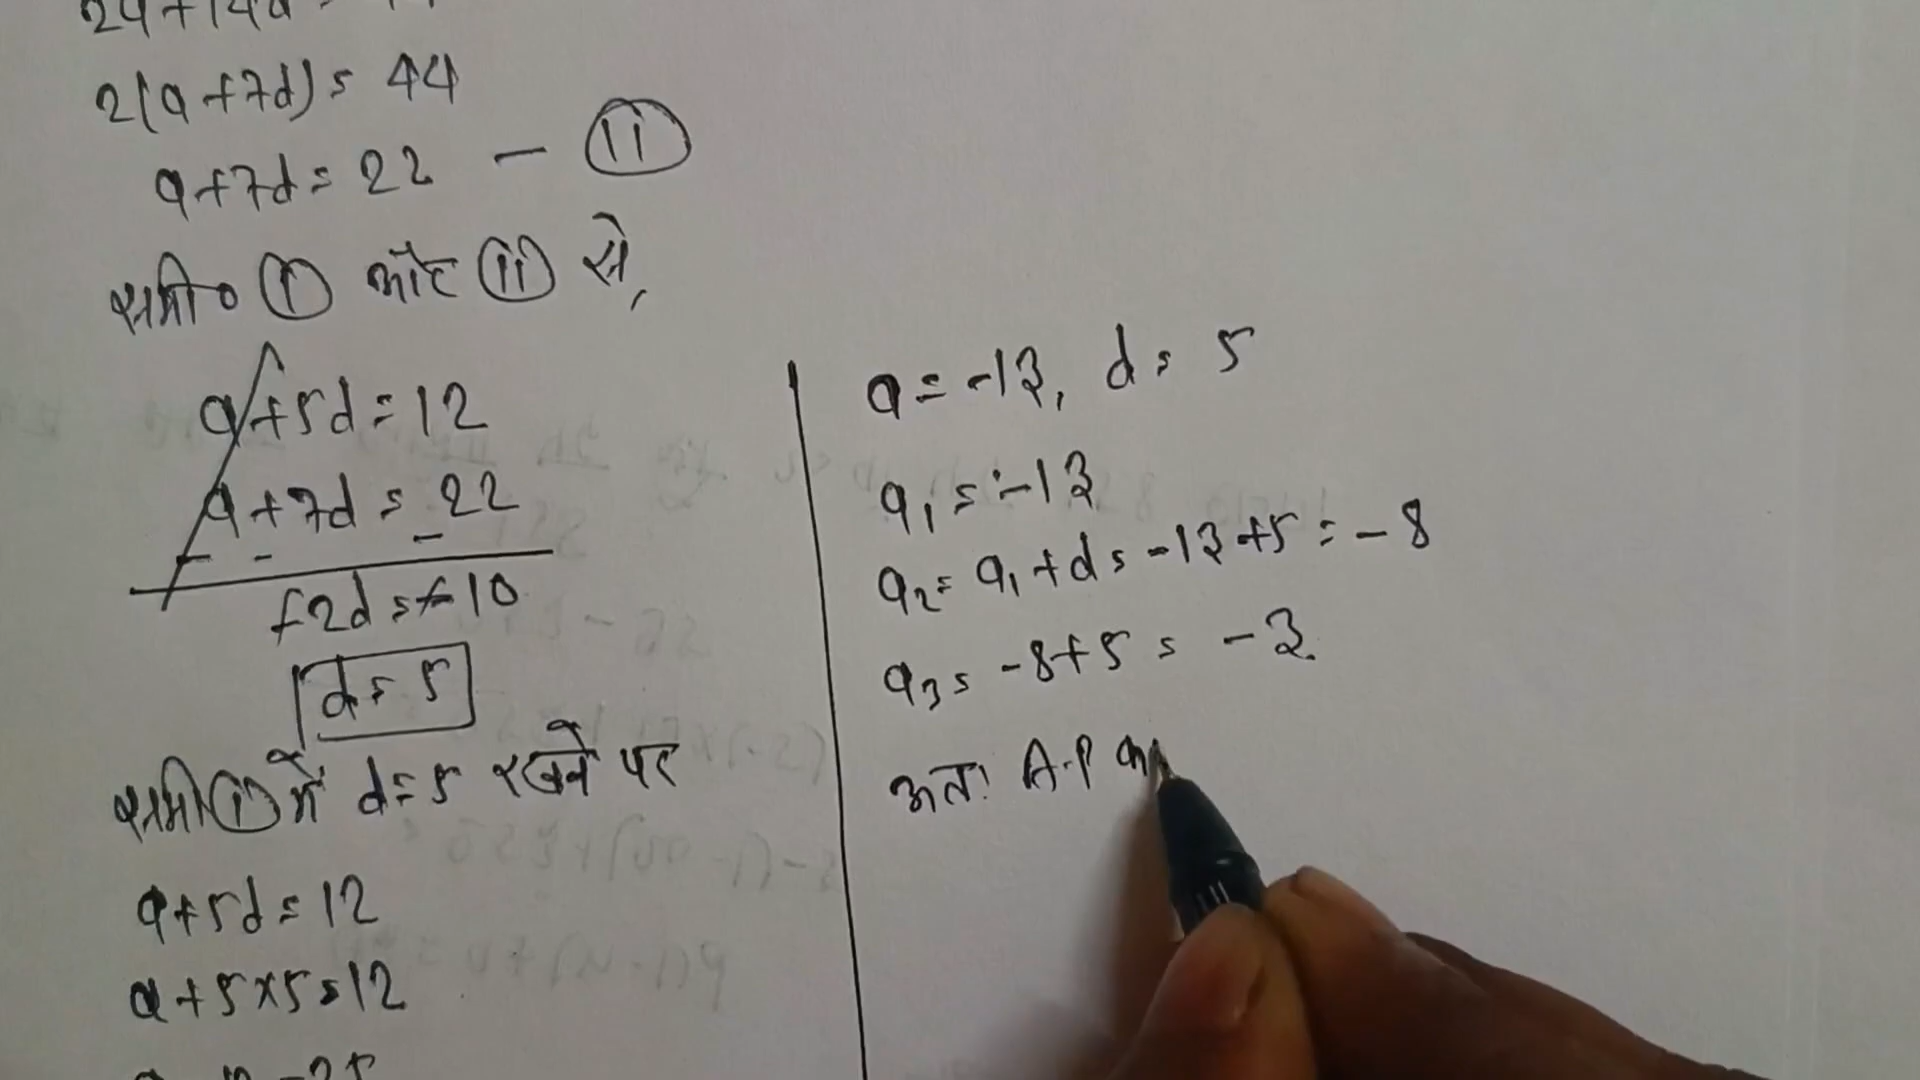 2(a+7d)= 44
a+7d= 22 - (ii)
समी० (i) और (ii) से,
a+5d=12
a+7d= 22
- - -
-2d=-10
d=5
समी (i) में d=5 रखने पर
a+5d=12
a+5×5=12
a=-13, d=5
a1=-13
a2= a1+d= -13+5=-8
a3= -8+5= -3
अतः A.P